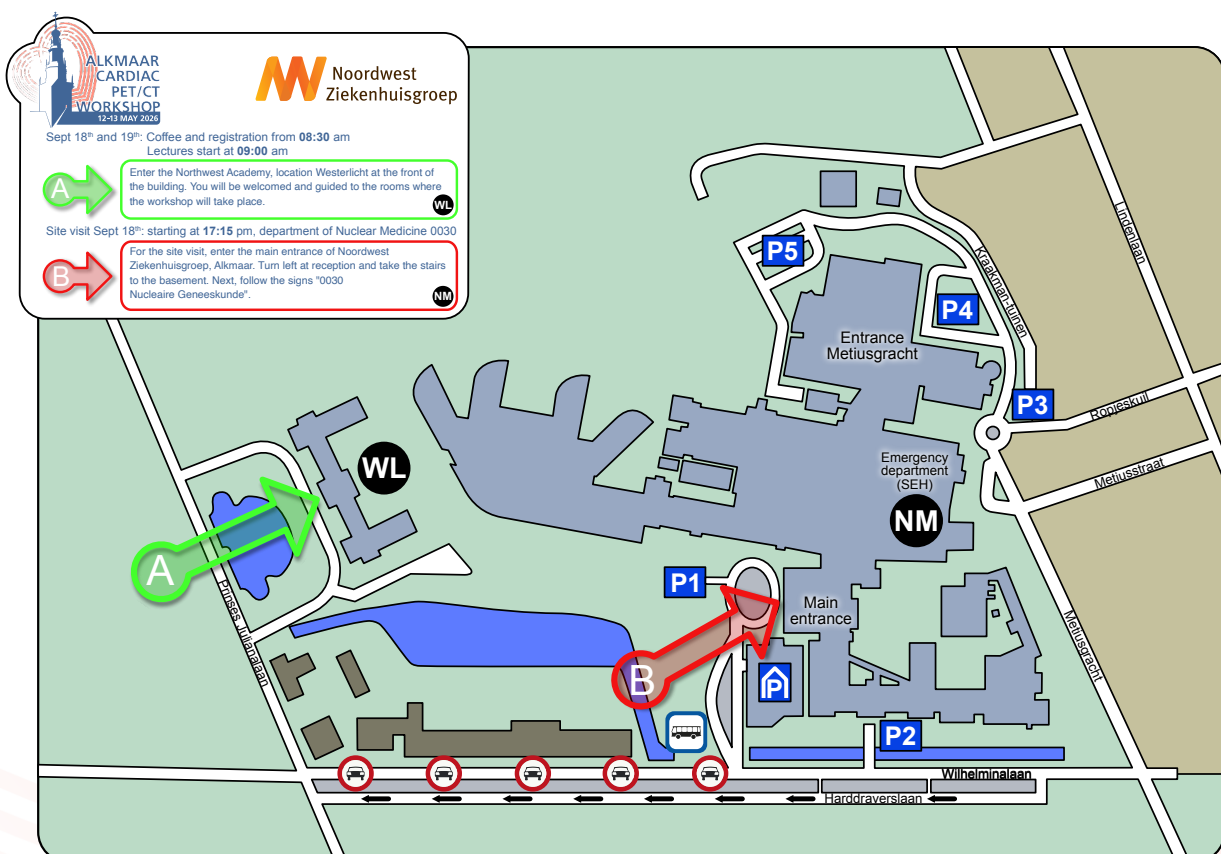 ALKMAAR
CARDIAC
PET/CT
WORKSHOP
12-13 MAY 2026
Noordwest
Ziekenhuisgroep
Sept 18th and 19th: Coffee and registration from 08:30 am
Lectures start at 09:00 am
A
Enter the Northwest Academy, location Westerlicht at the front of
the building. You will be welcomed and guided to the rooms where
the workshop will take place.
WL
Site visit Sept 18th: starting at 17:15 pm, department of Nuclear Medicine 0030
B
For the site visit, enter the main entrance of Noordwest
Ziekenhuisgroep, Alkmaar. Turn left at reception and take the stairs
to the basement. Next, follow the signs "0030
Nucleaire Geneeskunde".
NM
Lindenlaan
P5
Kraakman-tuinen
P4
Entrance
Metiusgracht
P3
Ropjeskuil
Emergency
department
(SEH)
Metiusstraat
WL
NM
A
P1
Main
entrance
Prinses Julianalaan
Metiusgracht
B
P
P2
Wilhelminalaan
Harddraverslaan